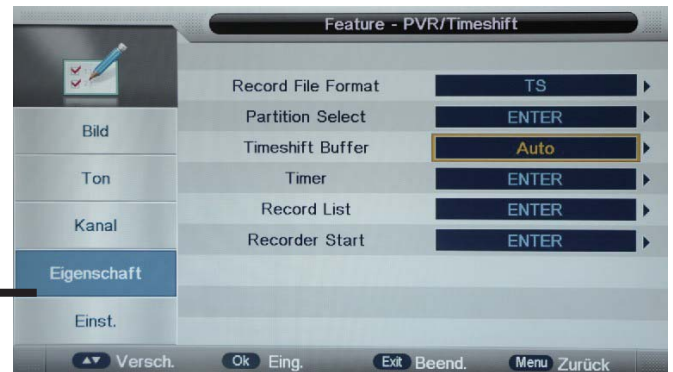 Feature - PVR/Timeshift
Bild
Ton
Kanal
Eigenschaft
Einst.
Record File Format TS
Partition Select ENTER
Timeshift Buffer Auto
Timer ENTER
Record List ENTER
Recorder Start ENTER
Versch. Ok Eing. Exit Beend. Menu Zurück